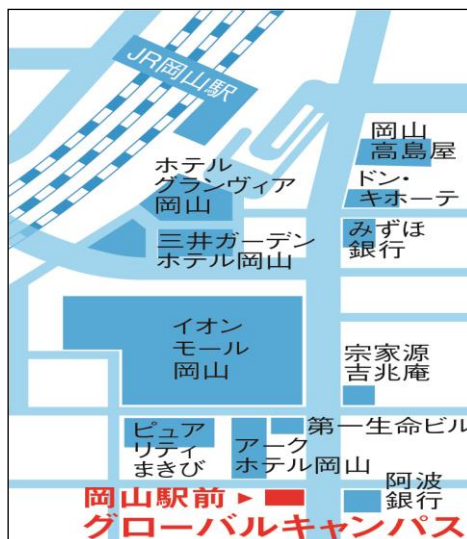 JR岡山駅
岡山
高島屋
ホテル
グランヴィア
岡山
ドン・
キホーテ
三井ガーデン
ホテル岡山
みずほ
銀行
イオン
モール
岡山
宗家源
吉兆庵
ピュア
リティ
まきび
アーク
ホテル岡山
第一生命ビル
阿波
銀行
岡山駅前▶
グローバルキャンパス